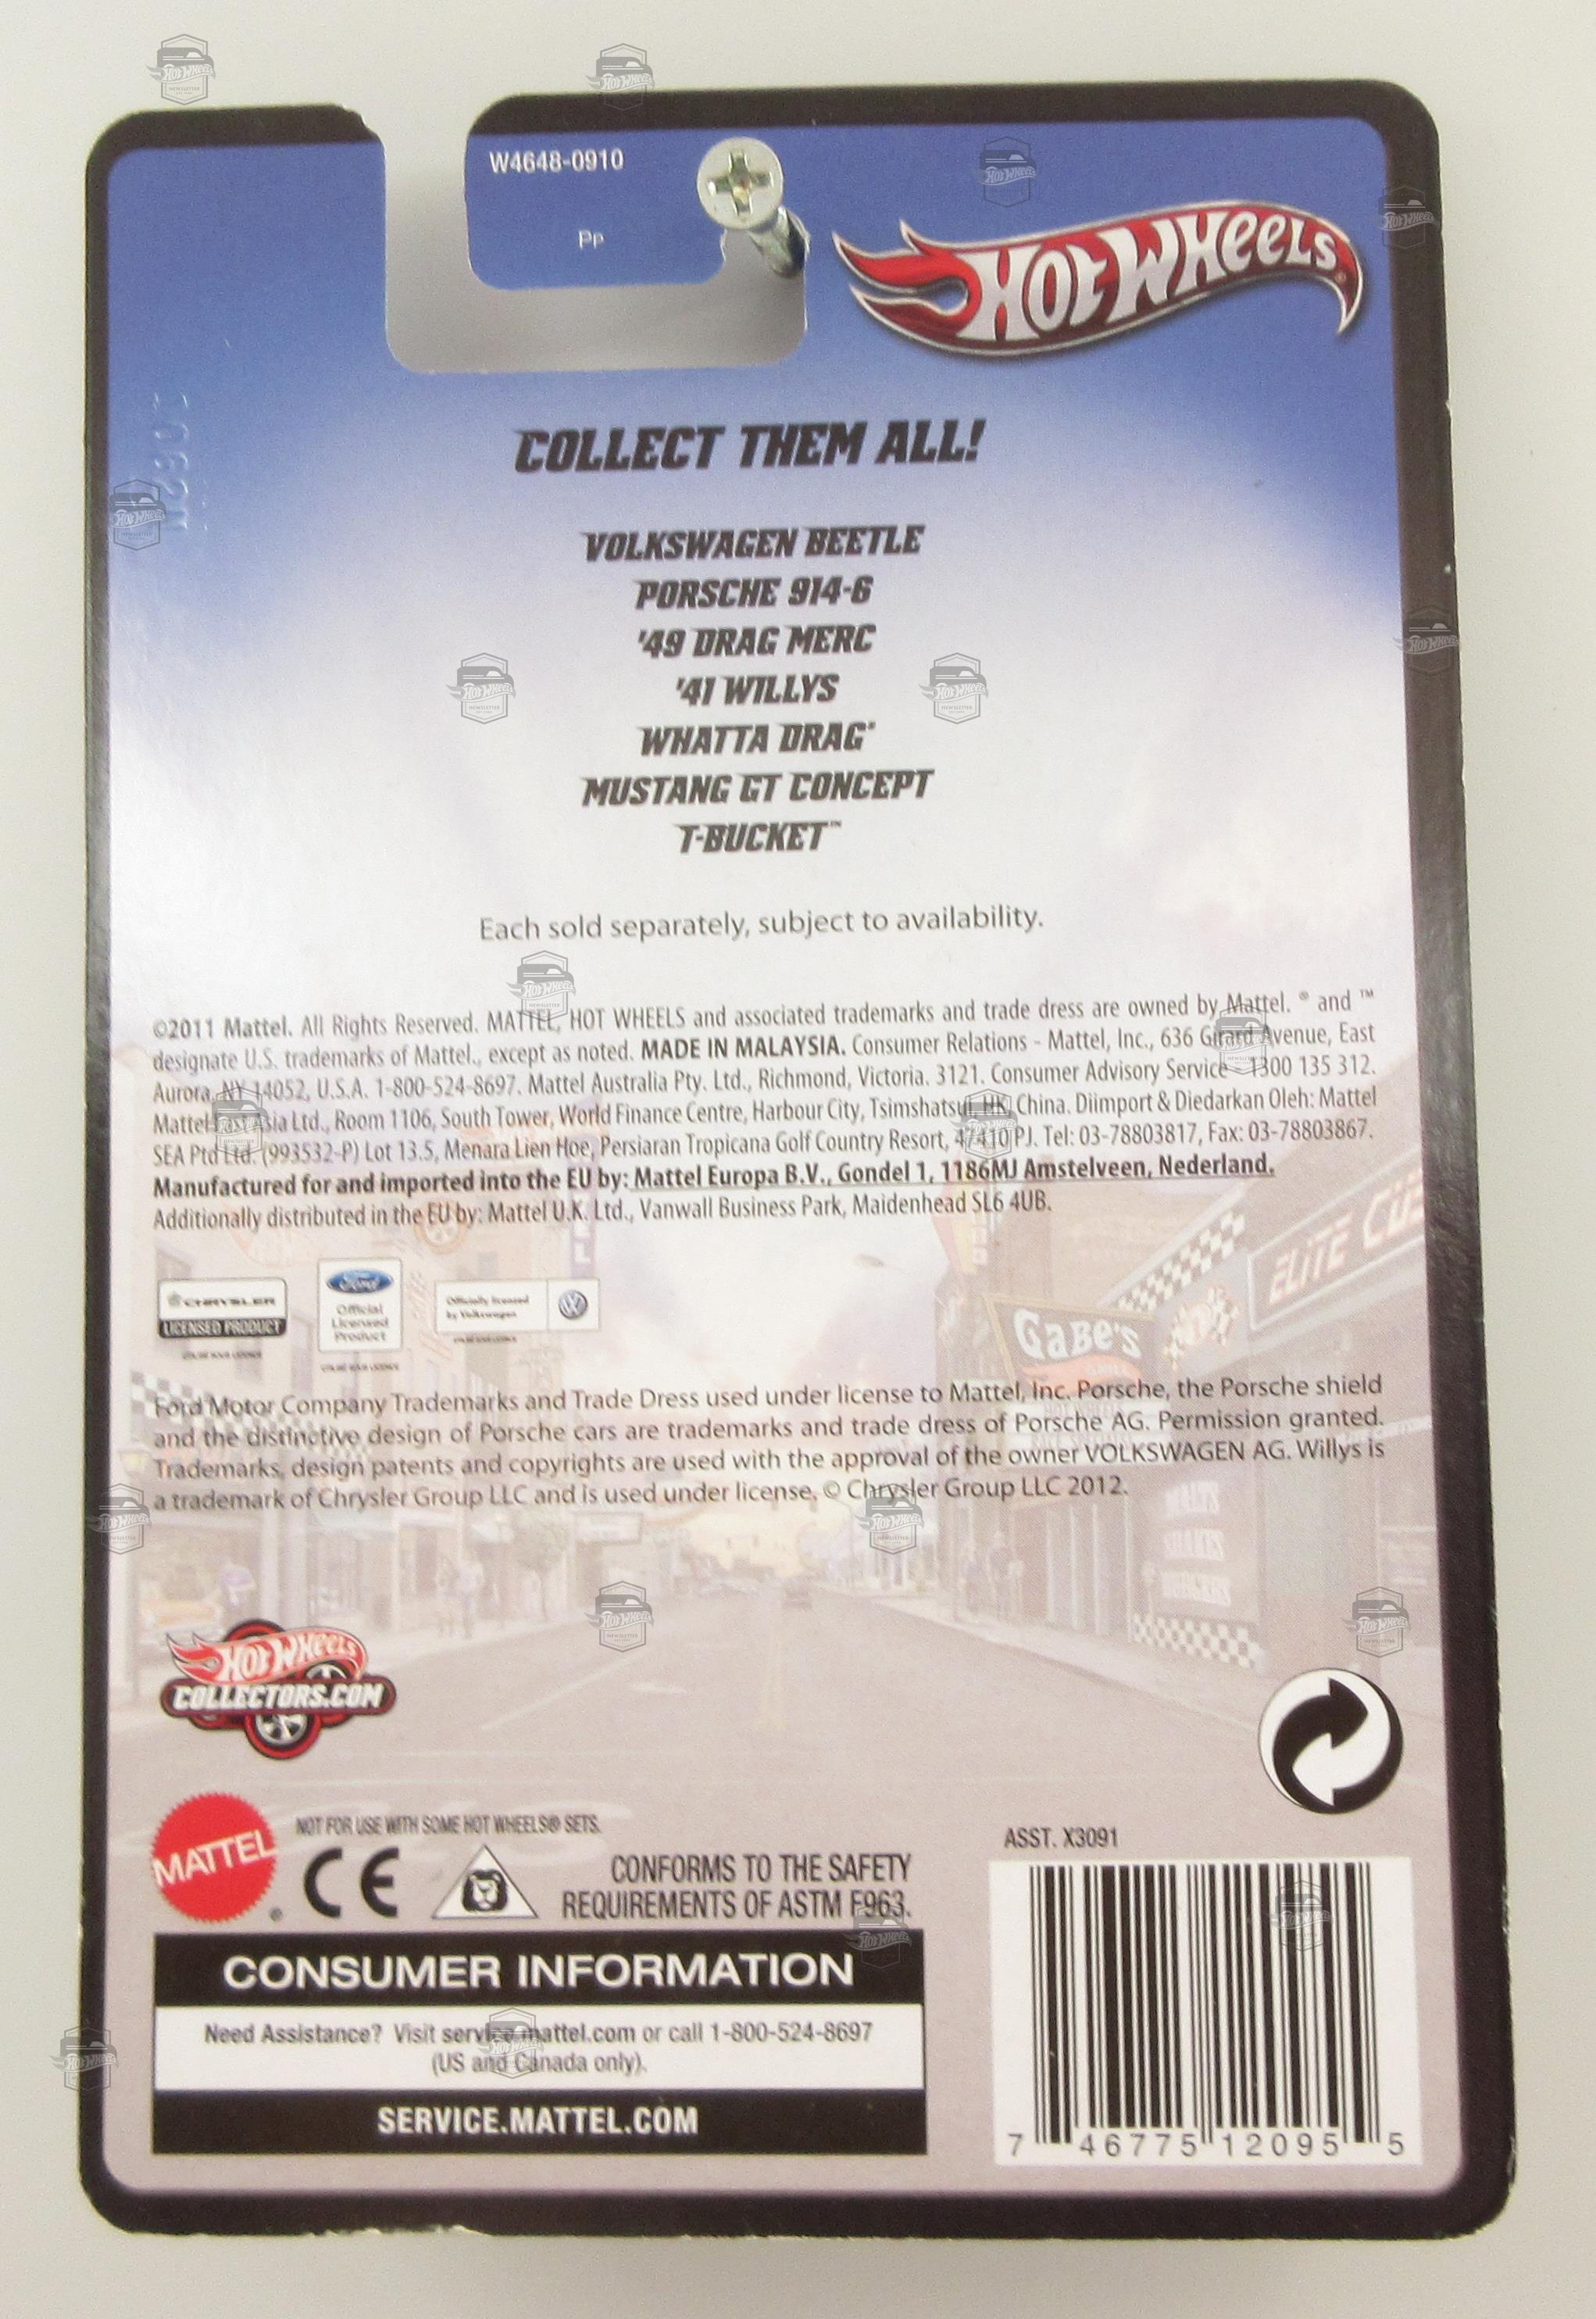 W4648-0910
Pp
HOT WHEELS
COLLECT THEM ALL!
VOLKSWAGEN BEETLE
PORSCHE 914-6
'49 DRAG MERC
'41 WILLYS
WHATTA DRAG
MUSTANG GT CONCEPT
T-BUCKET™
Each sold separately, subject to availability.
©2011 Mattel. All Rights Reserved. MATTEL, HOT WHEELS and associated trademarks and trade dress are owned by Mattel. ® and ™
designate U.S. trademarks of Mattel., except as noted. MADE IN MALAYSIA. Consumer Relations - Mattel, Inc., 636 Girard Avenue, East
Aurora, NY 14052, U.S.A. 1-800-524-8697. Mattel Australia Pty. Ltd., Richmond, Victoria. 3121. Consumer Advisory Service - 1300 135 312.
Mattel Asia Ltd., Room 1106, South Tower, World Finance Centre, Harbour City, Tsimshatsui, HK, China. Diimport & Diedarkan Oleh: Mattel
SEA Ptd Ltd. (993532-P) Lot 13.5, Menara Lien Hoe, Persiaran Tropicana Golf Country Resort, 47410 PJ. Tel: 03-78803817, Fax: 03-78803867.
Manufactured for and imported into the EU by: Mattel Europa B.V., Gondel 1, 1186MJ Amstelveen, Nederland.
Additionally distributed in the EU by: Mattel U.K. Ltd., Vanwall Business Park, Maidenhead SL6 4UB.
ELITE
CHRYSLER
LICENSED PRODUCT
Ford
Official
Licensed
Product
Officially licensed
by Volkswagen
GaBe's
Ford Motor Company Trademarks and Trade Dress used under license to Mattel, Inc. Porsche, the Porsche shield
and the distinctive design of Porsche cars are trademarks and trade dress of Porsche AG. Permission granted.
Trademarks, design patents and copyrights are used with the approval of the owner VOLKSWAGEN AG. Willys is
a trademark of Chrysler Group LLC and is used under license. © Chrysler Group LLC 2012.
HOT WHEELS
COLLECTORS.COM
MATTEL
NOT FOR USE WITH SOME HOT WHEELS® SETS.
CE
CONFORMS TO THE SAFETY
REQUIREMENTS OF ASTM F963.
ASST. X3091
CONSUMER INFORMATION
Need Assistance? Visit service.mattel.com or call 1-800-524-8697
(US and Canada only).
SERVICE.MATTEL.COM
7 46775 12095 5